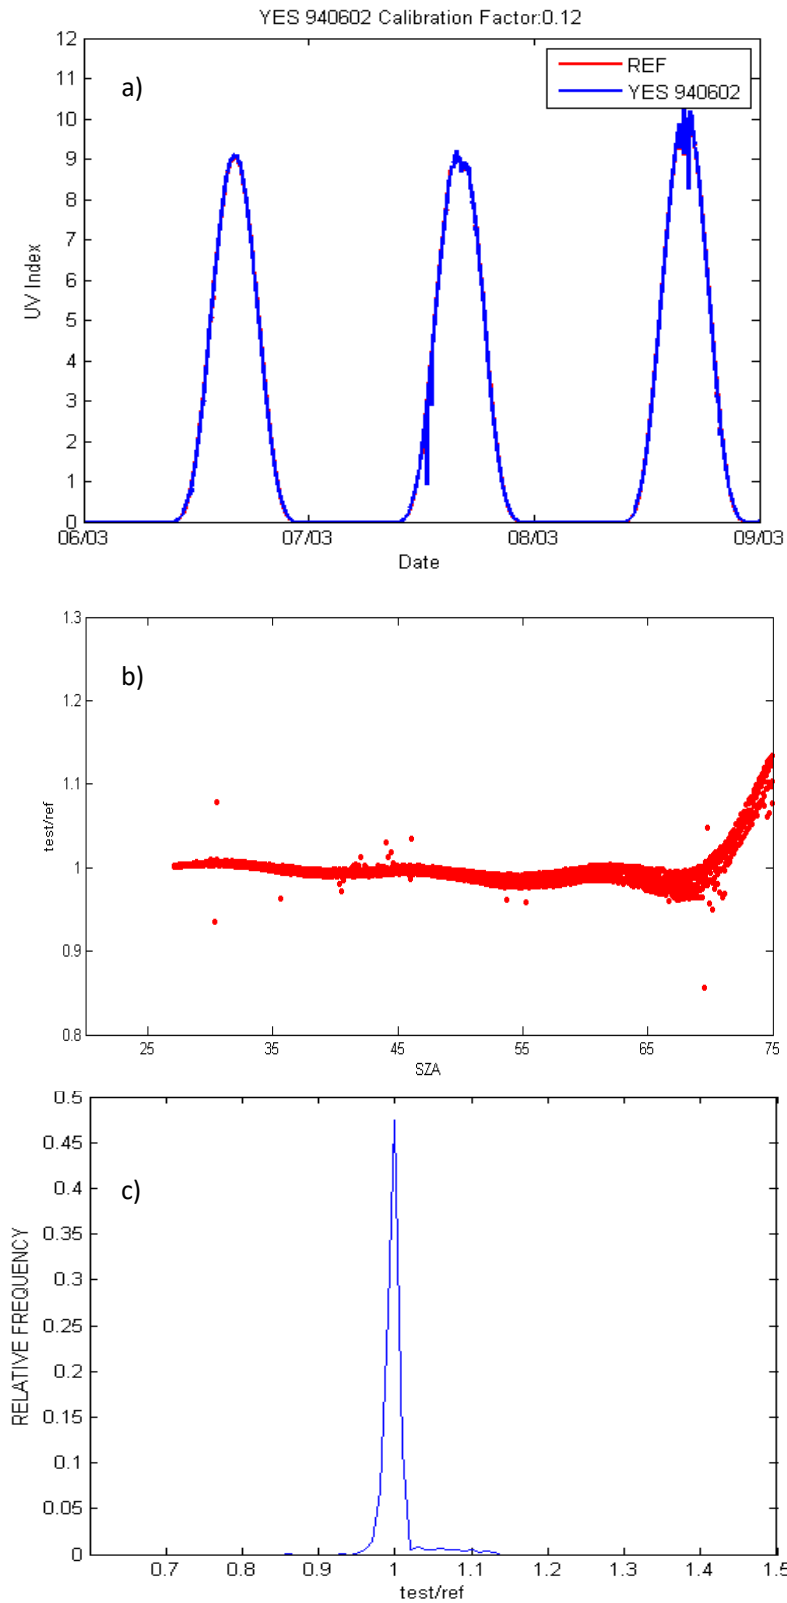 YES 940602 Calibration Factor:0.12
12
11
10
9
8
7
6
5
4
3
2
1
0
a)
REF
YES 940602
UV Index
06/03 07/03 08/03 09/03
Date
1.3
1.2
1.1
1
0.9
0.8
b)
test/ref
25 35 45 55 65 75
SZA
0.5
0.45
0.4
0.35
0.3
0.25
0.2
0.15
0.1
0.05
0
c)
RELATIVE FREQUENCY
0.7 0.8 0.9 1 1.1 1.2 1.3 1.4 1.5
test/ref